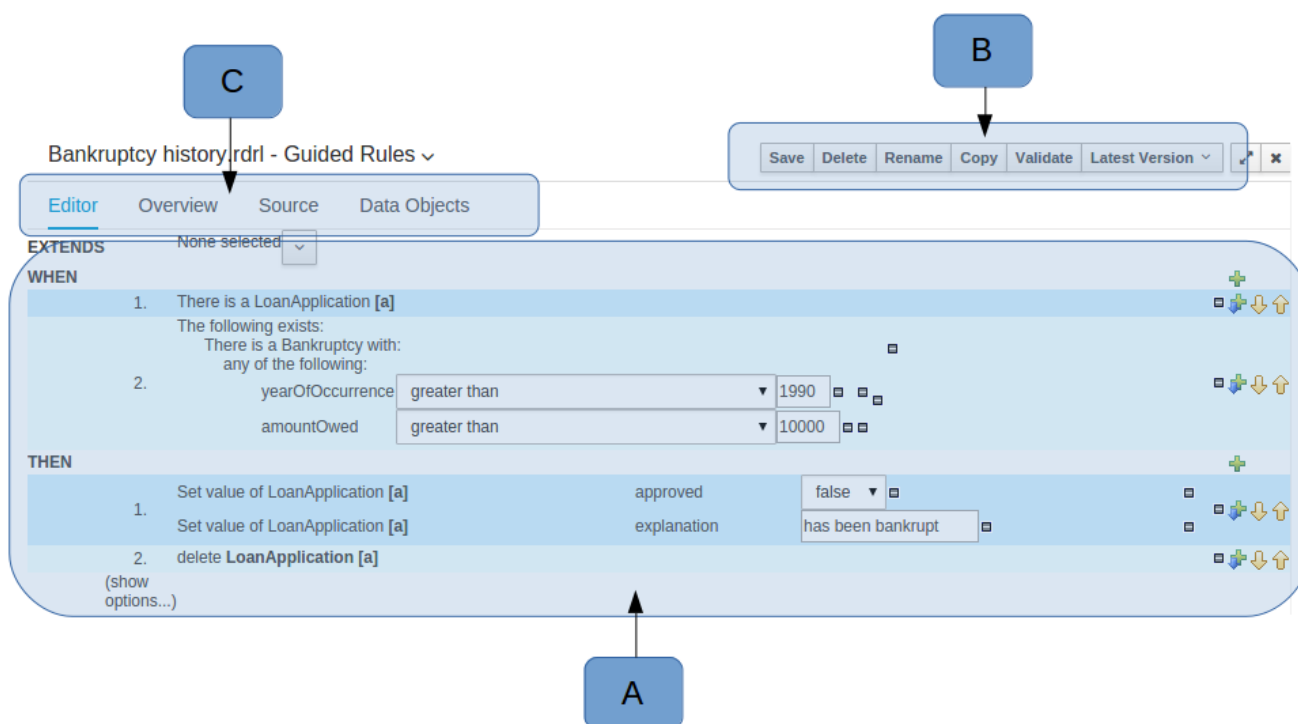 C
B
Bankruptcy history.rdrl - Guided Rules
Save Delete Rename Copy Validate Latest Version
Editor Overview Source Data Objects
EXTENDS None selected
WHEN
1. There is a LoanApplication [a]
The following exists:
There is a Bankruptcy with:
any of the following:
2.
yearOfOccurrence greater than 1990
amountOwed greater than 10000
THEN
Set value of LoanApplication [a] approved false
1.
Set value of LoanApplication [a] explanation has been bankrupt
2. delete LoanApplication [a]
(show
options...)
A